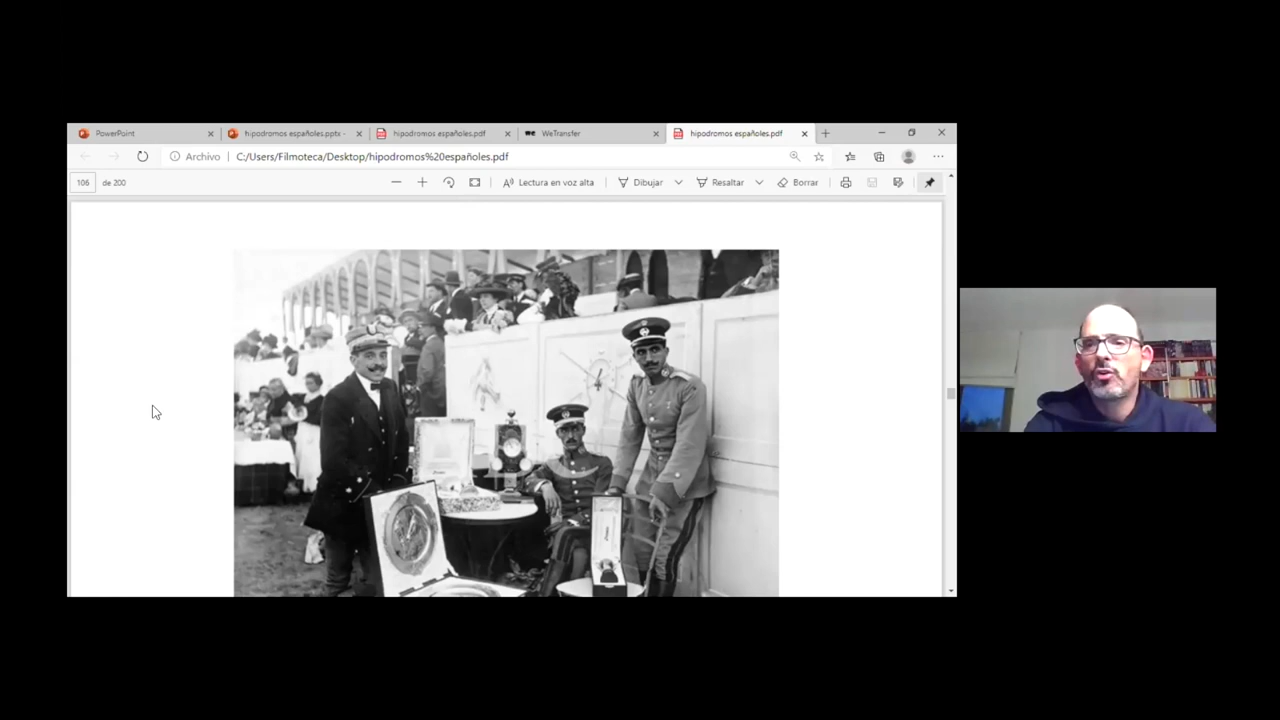 PowerPoint
hipodromos españoles.pptx -
hipodromos españoles.pdf
WeTransfer
hipodromos españoles.pdf
Archivo
C:/Users/Filmoteca/Desktop/hipodromos%20españoles.pdf
106
de 200
Lectura en voz alta
Dibujar
Resaltar
Borrar